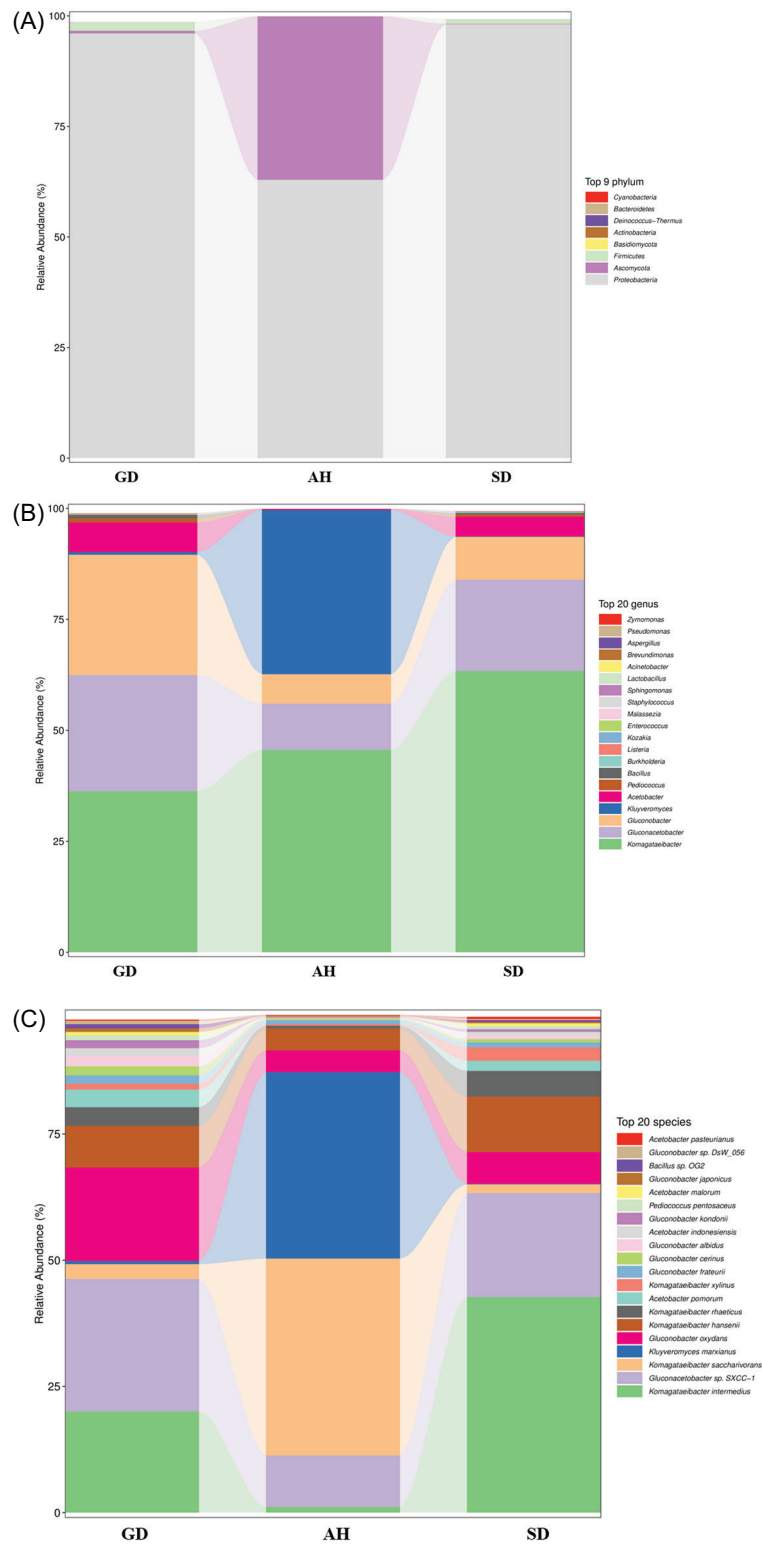 (A)
100
75
50
25
0
Relative Abundance (%)
GD
AH
SD
Top 9 phylum
Cyanobacteria
Bacteroidetes
Deinococcus−Thermus
Actinobacteria
Basidiomycota
Firmicutes
Ascomycota
Proteobacteria
(B)
100
75
50
25
0
Relative Abundance (%)
GD
AH
SD
Top 20 genus
Zymomonas
Pseudomonas
Aspergillus
Brevundimonas
Acinetobacter
Lactobacillus
Sphingomonas
Staphylococcus
Malassezia
Enterococcus
Kozakia
Listeria
Burkholderia
Bacillus
Pediococcus
Acetobacter
Kluyveromyces
Gluconobacter
Gluconacetobacter
Komagataeibacter
(C)
75
50
25
0
Relative Abundance (%)
GD
AH
SD
Top 20 species
Acetobacter pasteurianus
Gluconobacter sp. DsW_056
Bacillus sp. OG2
Gluconobacter japonicus
Acetobacter malorum
Pediococcus pentosaceus
Gluconobacter kondonii
Acetobacter indonesiensis
Gluconobacter albidus
Gluconobacter cerinus
Gluconobacter frateurii
Komagataeibacter xylinus
Acetobacter pomorum
Komagataeibacter rhaeticus
Komagataeibacter hansenii
Gluconobacter oxydans
Kluyveromyces marxianus
Komagataeibacter saccharivorans
Gluconacetobacter sp. SXCC−1
Komagataeibacter intermedius